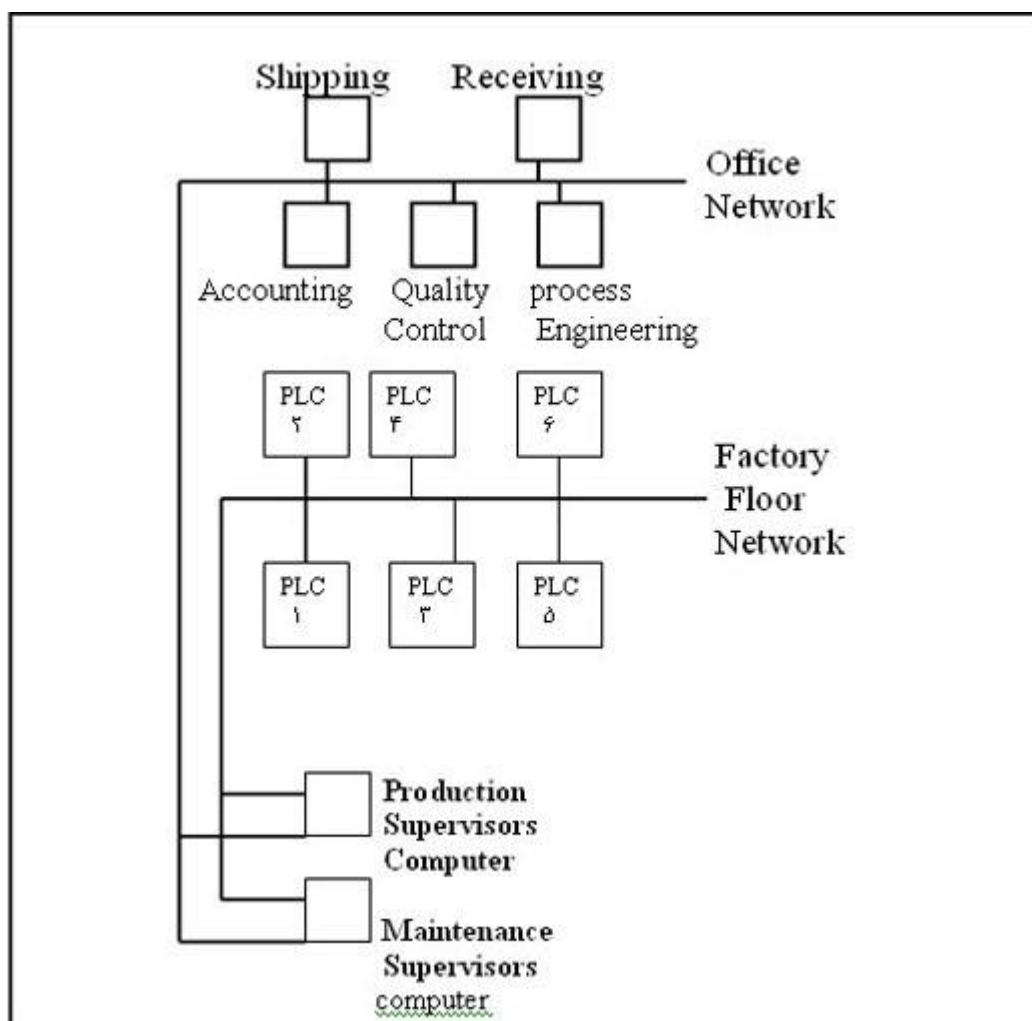 Shipping
Receiving
Office
Network
Accounting
Quality
Control
process
Engineering
PLC
۲
PLC
۴
PLC
۶
Factory
Floor
Network
PLC
۱
PLC
۳
PLC
۵
Production
Supervisors
Computer
Maintenance
Supervisors
computer